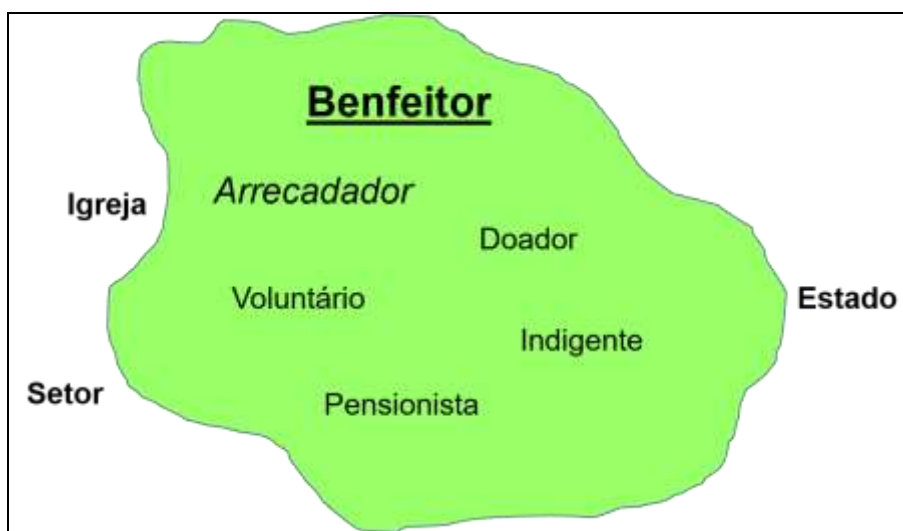 Benfeitor
Arrecadador
Igreja
Doador
Voluntário
Estado
Indigente
Setor
Pensionista